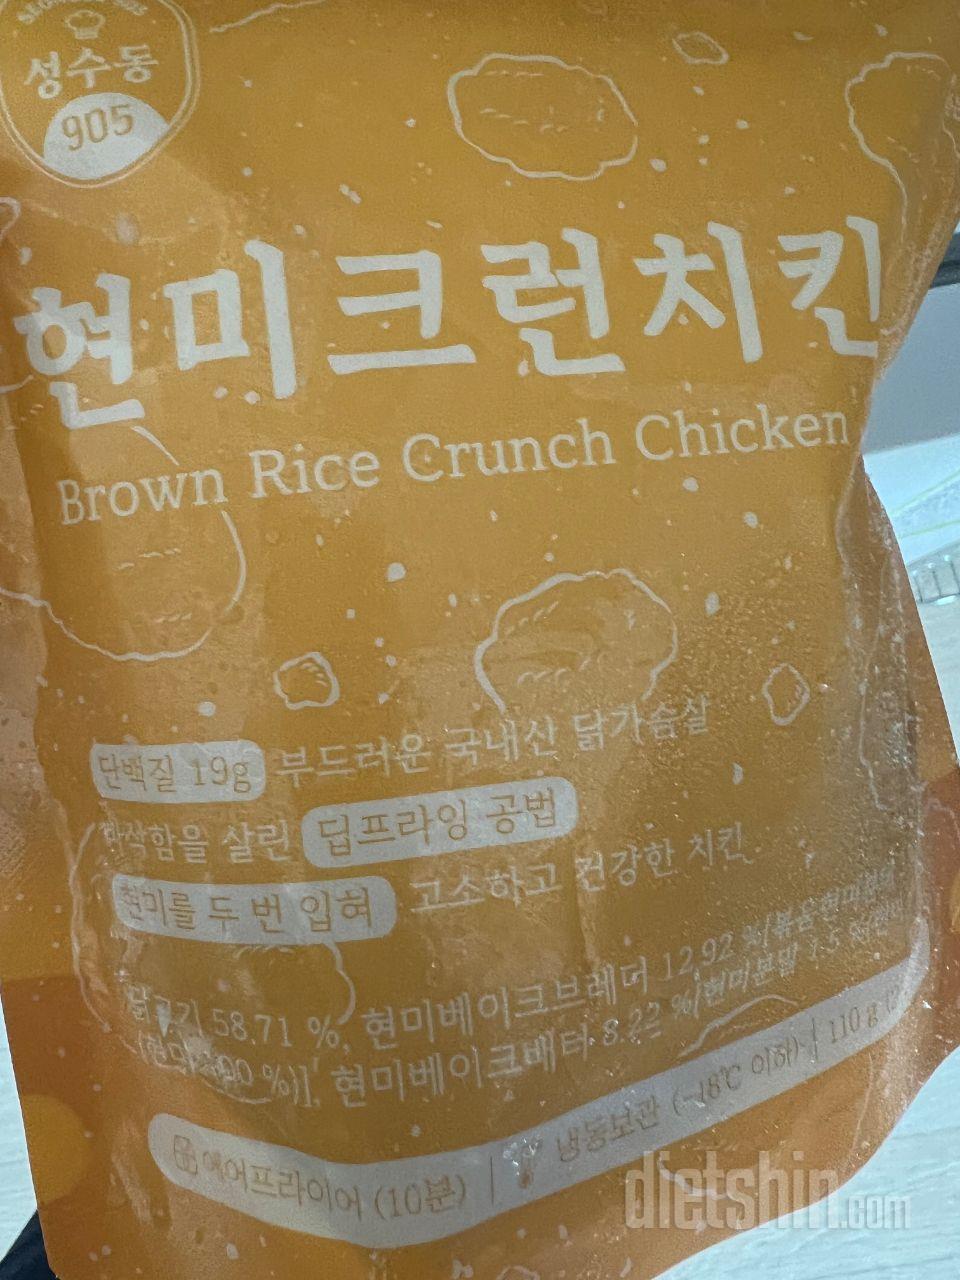 성수동
905
현미크런치킨
Brown Rice Crunch Chicken
단백질 19g 부드러운 국내산 닭가슴살
바삭함을 살린 딥프라잉 공법
현미를 두 번 입혀 고소하고 건강한 치킨
닭고기 58.71 %, 현미베이크브레더 12.92 %
현미베이크배터 8.22 %[현미분말
에어프라이어 (10분) | 냉동보관 (-18℃ 이하) | 110 g
dietshin.com